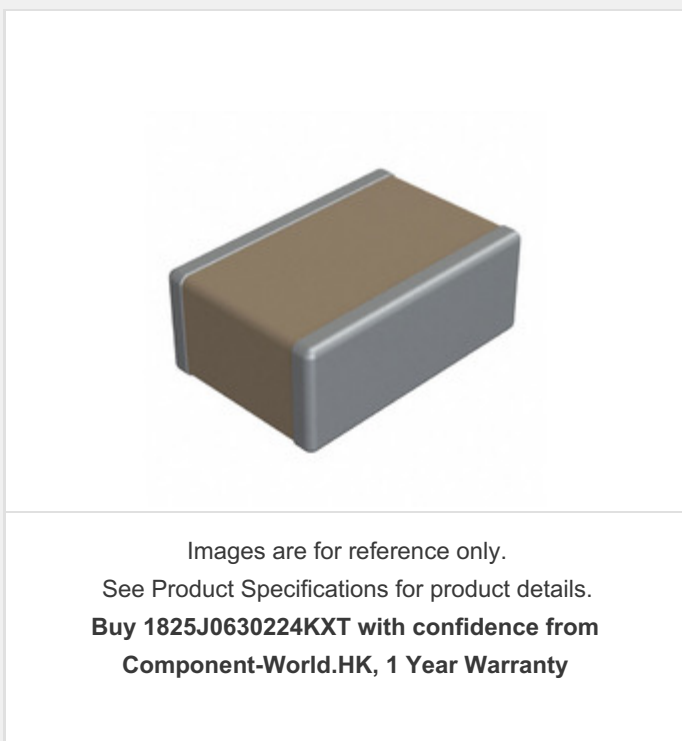 Images are for reference only.
See Product Specifications for product details.
Buy 1825J0630224KXT with confidence from
Component-World.HK, 1 Year Warranty